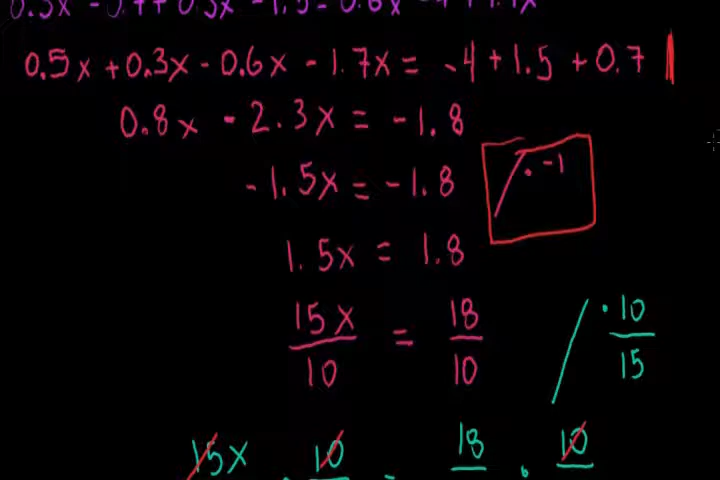 0.5x + 0.3x - 0.6x - 1.7x = -4 + 1.5 + 0.7
0.8x - 2.3x = -1.8
-1.5x = -1.8 / · -1
1.5x = 1.8
15x/10 = 18/10 / · 10/15
15x · 10 = 18 · 10